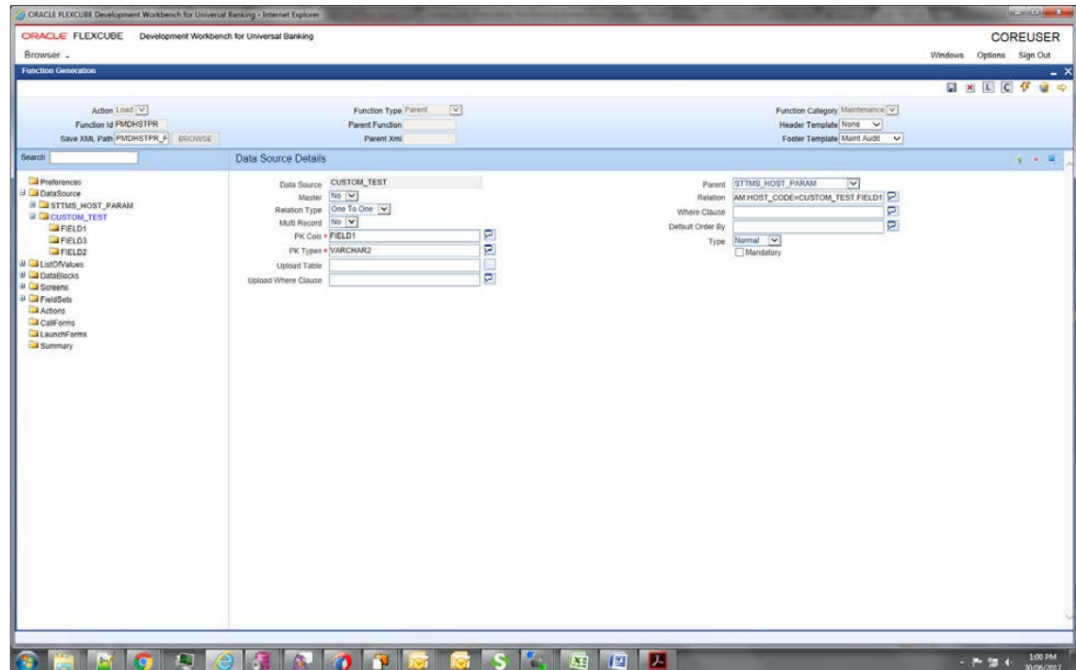 ORACLE FLEXCUBE Development Workbench for Universal Banking - Internet Explorer
ORACLE FLEXCUBE Development Workbench for Universal Banking
COREUSER
Browser
Windows Options Sign Out
Function Generation
L C
Action Load Function Type Parent Function Category Maintenance
Function Id PMDHSTPR Parent Function Header Template None
Save XML Path PMDHSTPR_F BROWSE Parent Xml Footer Template Maint Audit
Search
Data Source Details
Preferences
DataSource
STTMS_HOST_PARAM
CUSTOM_TEST
FIELD1
FIELD3
FIELD2
ListOfValues
DataBlocks
Screens
FieldSets
Actions
CallForms
LaunchForms
Summary
Data Source CUSTOM_TEST Parent STTMS_HOST_PARAM
Master No Relation AM.HOST_CODE=CUSTOM_TEST.FIELD1
Relation Type One To One Where Clause
Multi Record No Default Order By
PK Cols * FIELD1 Type Normal
PK Types * VARCHAR2 Mandatory
Upload Table
Upload Where Clause
1:00 PM
30/06/2017